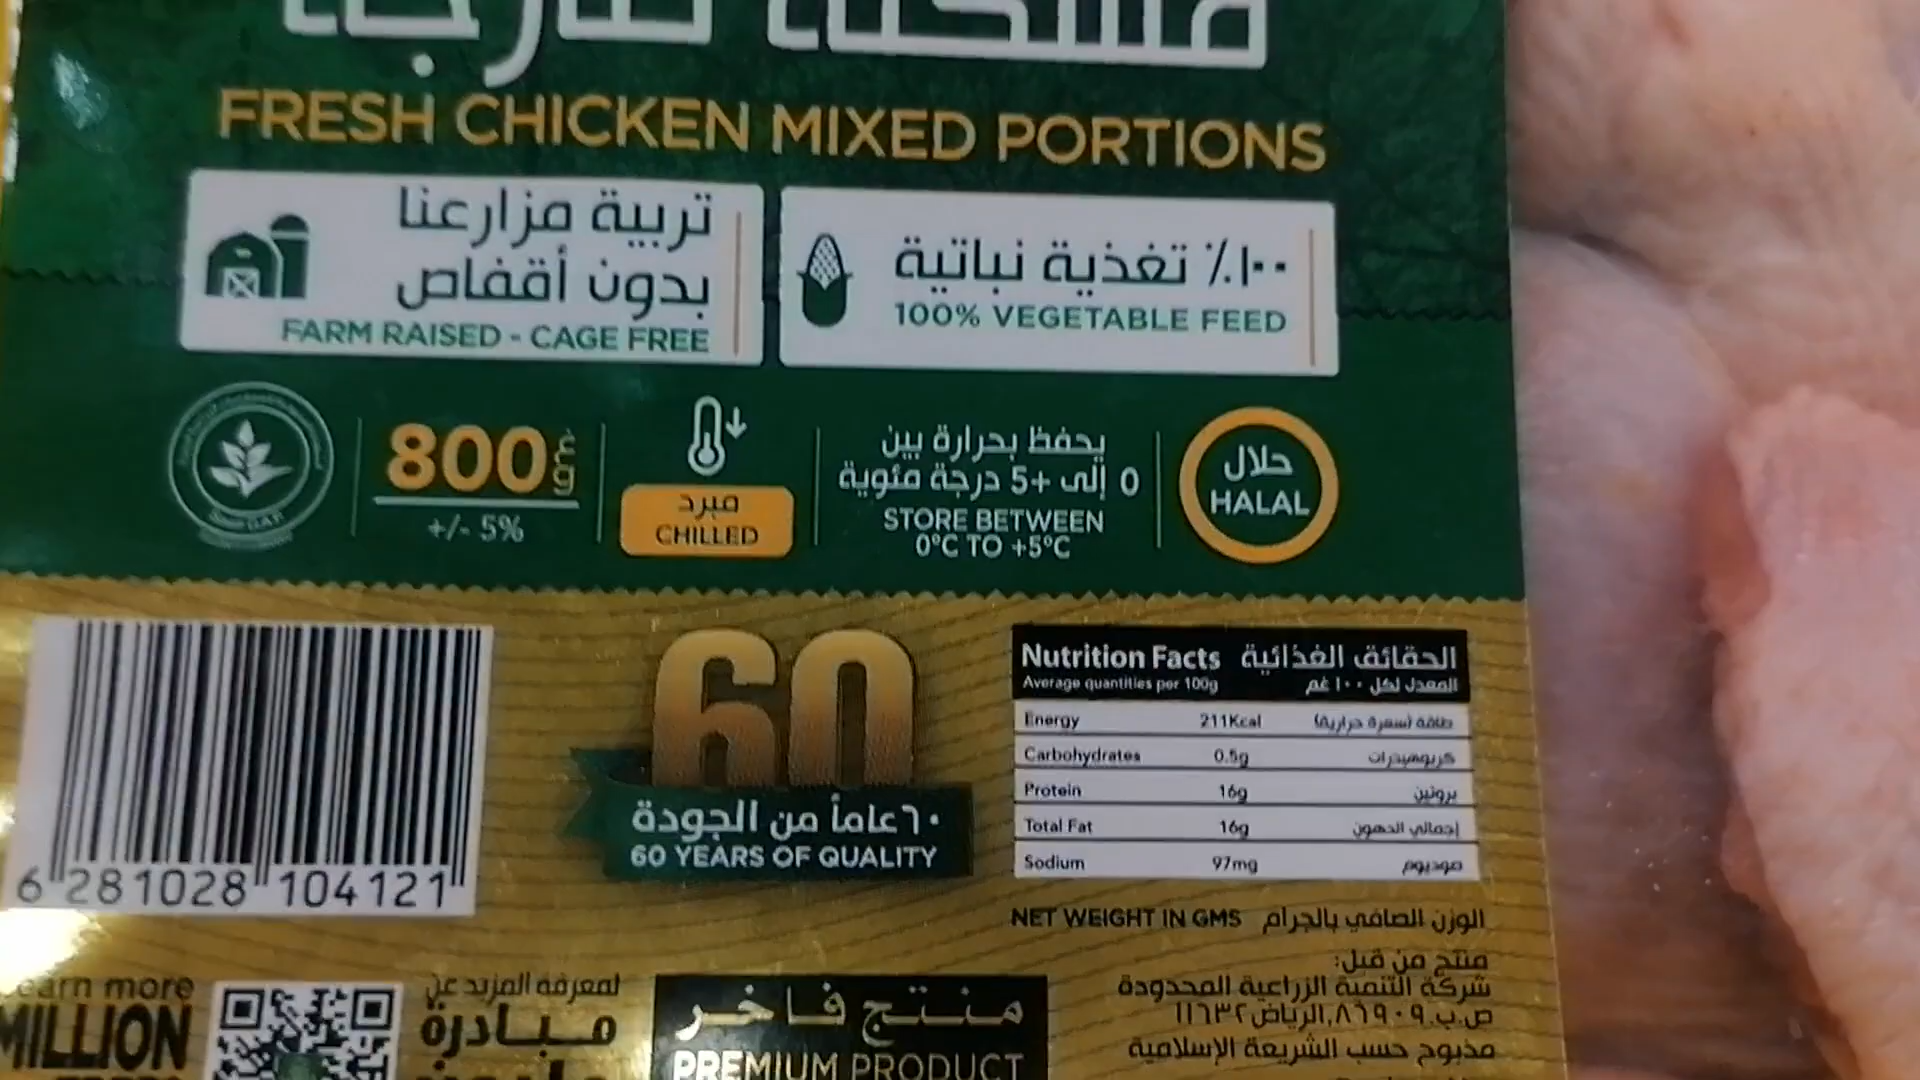 FRESH CHICKEN MIXED PORTIONS
تربية مزارعنا
بدون أقفاص
FARM RAISED - CAGE FREE
١٠٠٪ تغذية نباتية
100% VEGETABLE FEED
800 غ g
+/- 5%
مبرد
CHILLED
يحفظ بحرارة بين
0 إلى +5 درجة مئوية
STORE BETWEEN
0°C TO +5°C
حلال
HALAL
6 281028 104121
60
٦٠ عاماً من الجودة
60 YEARS OF QUALITY
Nutrition Facts الحقائق الغذائية
Average quantities per 100g المعدل لكل ١٠٠ غم
Energy 211Kcal طاقة (سعرة حرارية)
Carbohydrates 0.5g كربوهيدرات
Protein 16g بروتين
Total Fat 16g إجمالي الدهون
Sodium 97mg صوديوم
NET WEIGHT IN GMS الوزن الصافي بالجرام
منتج من قبل:
شركة التنمية الزراعية المحدودة
ص.ب.٨٦٩٠٩,الرياض ١١٦٣٢
مذبوح حسب الشريعة الإسلامية
learn more
MILLION
لمعرفة المزيد عن
مبادرة
منتج فاخر
PREMIUM PRODUCT